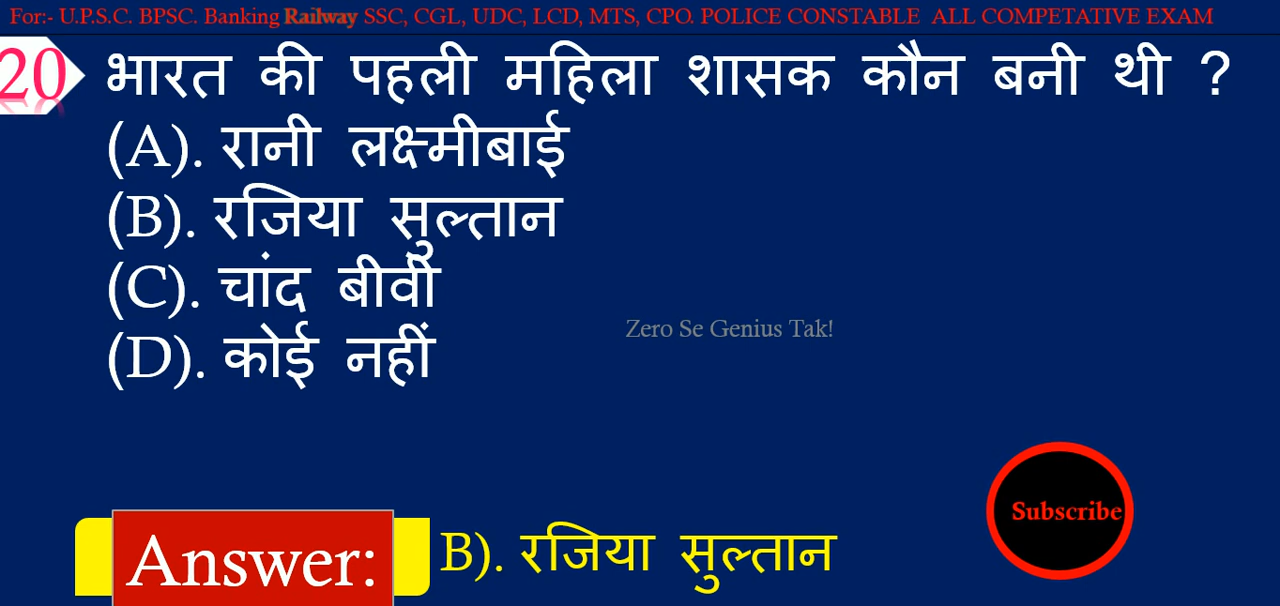 For:- U.P.S.C. BPSC. Banking Railway SSC, CGL, UDC, LCD, MTS, CPO. POLICE CONSTABLE ALL COMPETATIVE EXAM
20 भारत की पहली महिला शासक कौन बनी थी ?
(A). रानी लक्ष्मीबाई
(B). रजिया सुल्तान
(C). चांद बीवी
(D). कोई नहीं
Zero Se Genius Tak!
Subscribe
Answer: B). रजिया सुल्तान